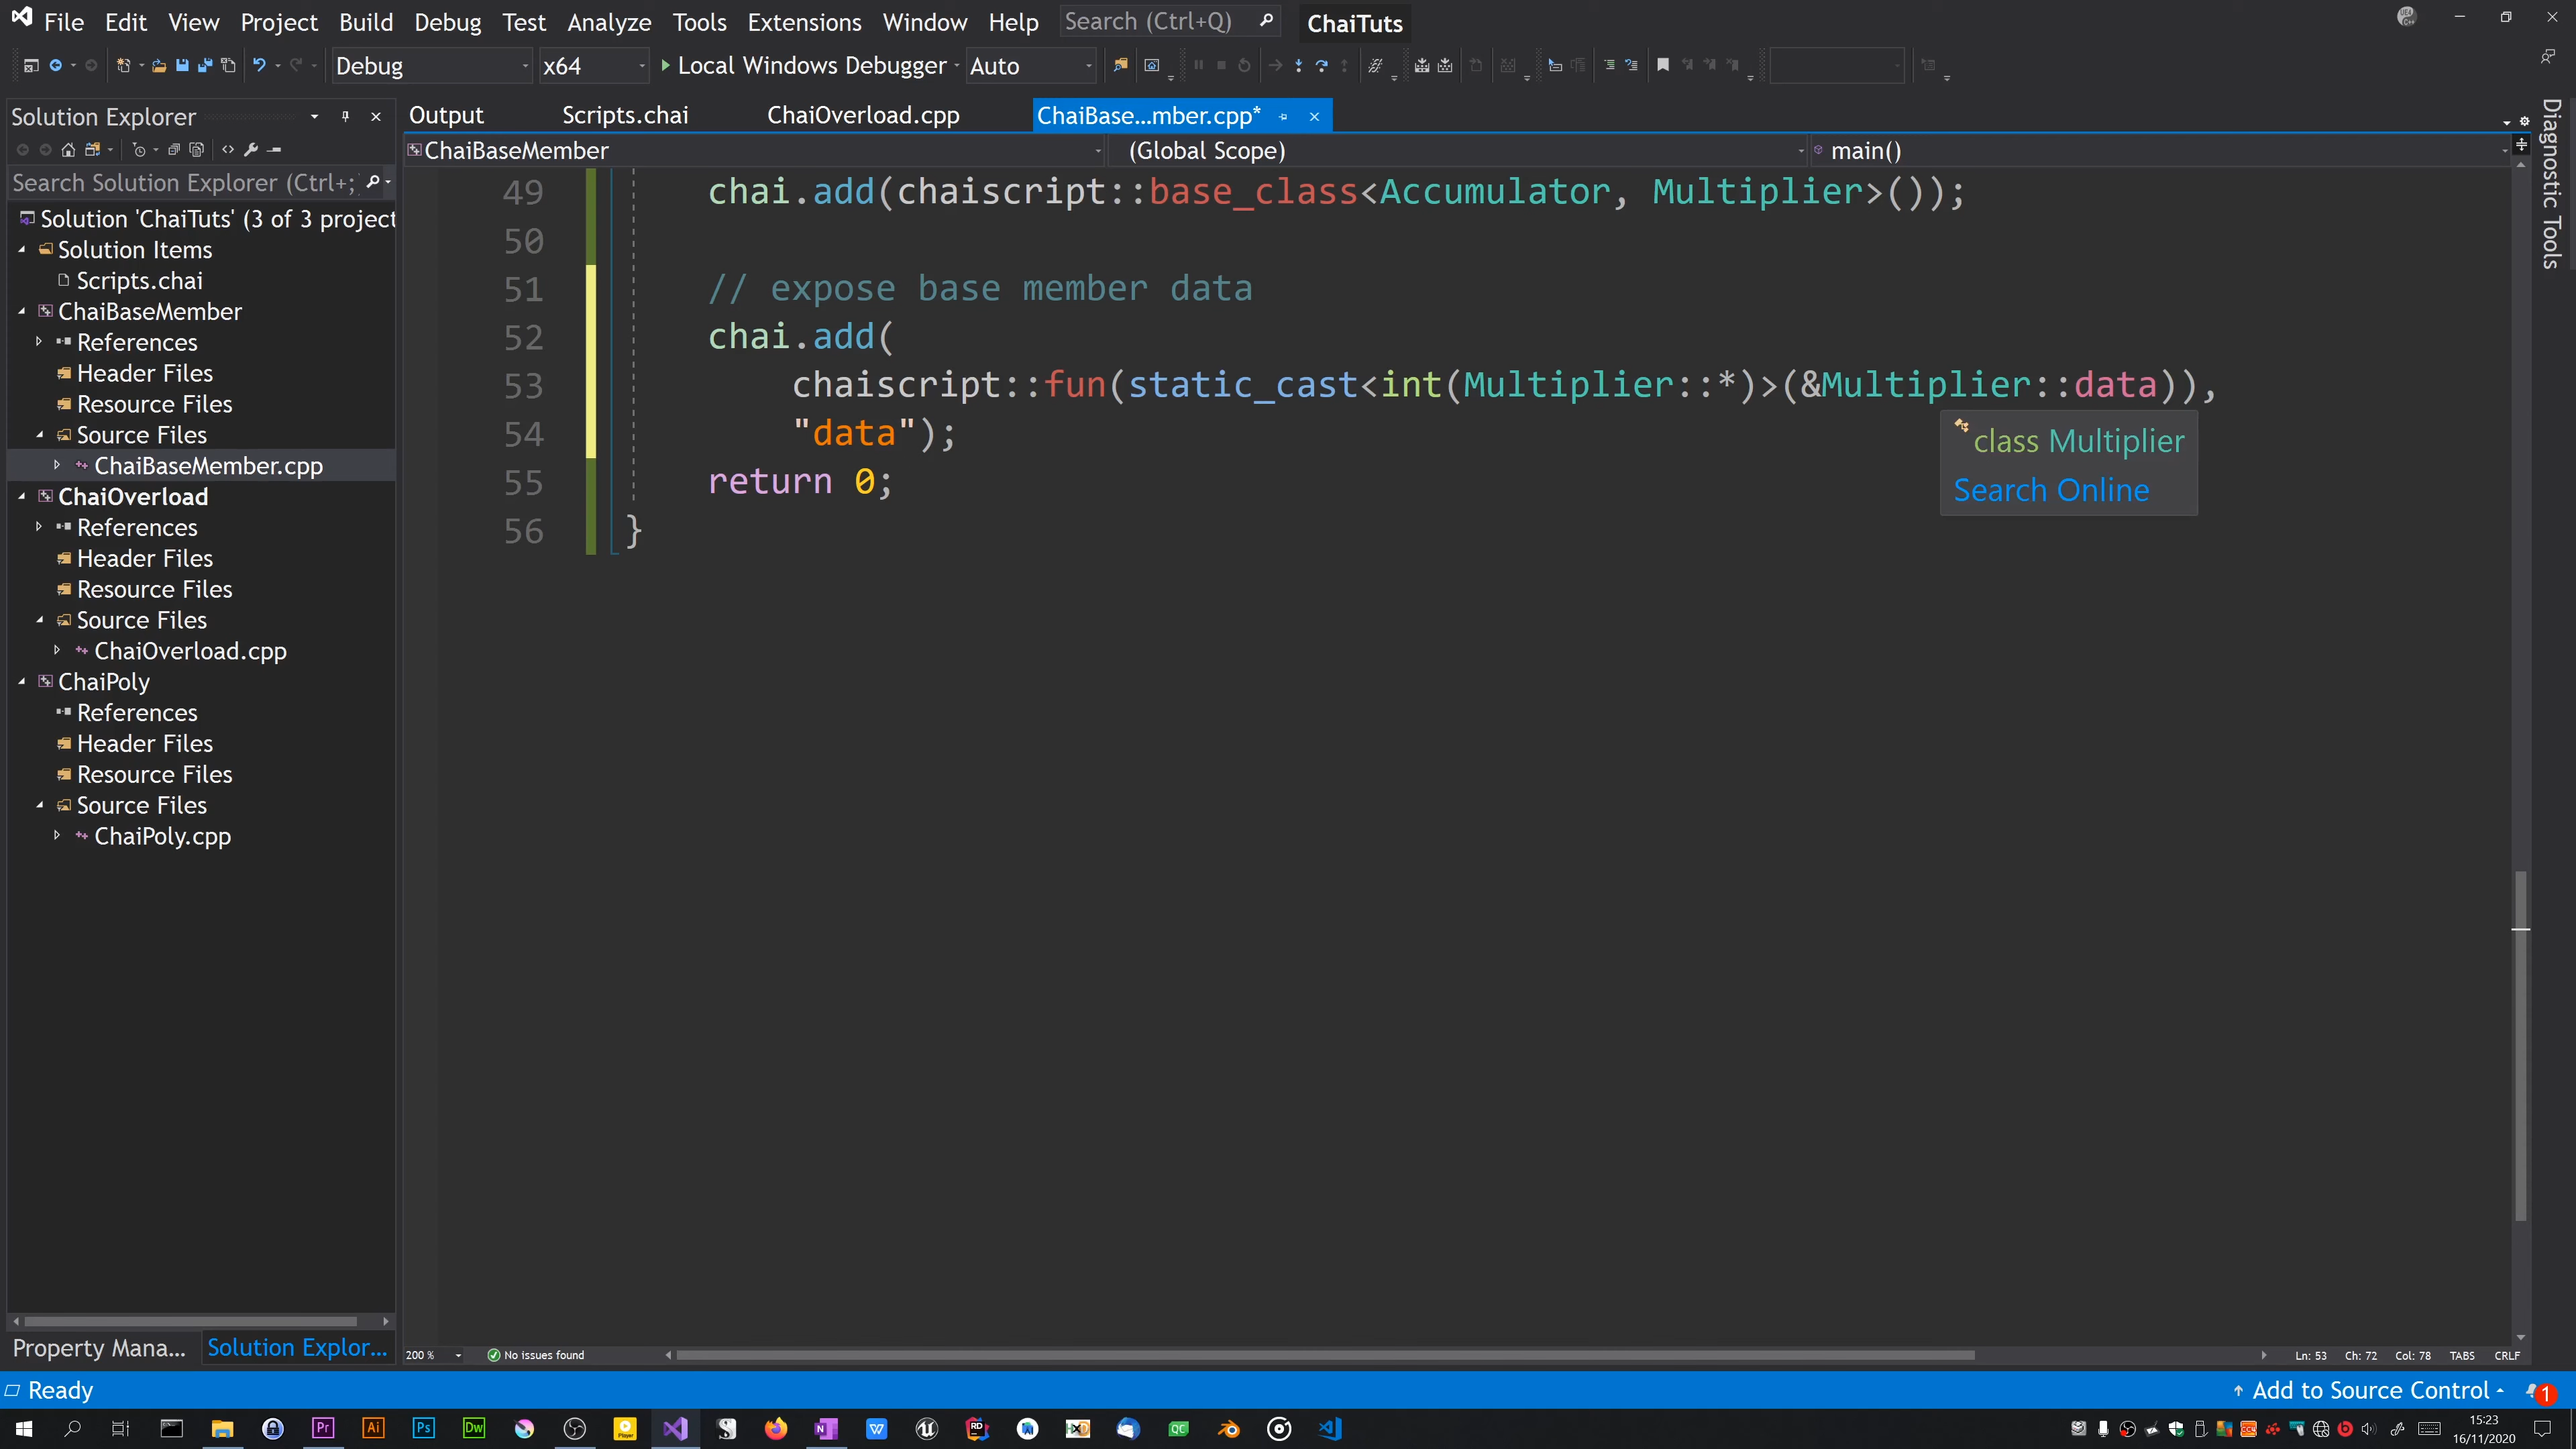 File Edit View Project Build Debug Test Analyze Tools Extensions Window Help Search (Ctrl+Q) ChaiTuts
Debug x64 Local Windows Debugger Auto
Solution Explorer
Output Scripts.chai ChaiOverload.cpp ChaiBase...mber.cpp*
ChaiBaseMember (Global Scope) main()
Search Solution Explorer (Ctrl+;
Solution 'ChaiTuts' (3 of 3 project
Solution Items
Scripts.chai
ChaiBaseMember
References
Header Files
Resource Files
Source Files
ChaiBaseMember.cpp
ChaiOverload
References
Header Files
Resource Files
Source Files
ChaiOverload.cpp
ChaiPoly
References
Header Files
Resource Files
Source Files
ChaiPoly.cpp
Property Mana... Solution Explor...
49 chai.add(chaiscript::base_class<Accumulator, Multiplier>());
50
51 // expose base member data
52 chai.add(
53 chaiscript::fun(static_cast<int(Multiplier::*)>(&Multiplier::data)),
54 "data");
55 return 0;
56 }
class Multiplier
Search Online
Diagnostic Tools
200 % No issues found Ln: 53 Ch: 72 Col: 78 TABS CRLF
Ready Add to Source Control 1
15:23
16/11/2020